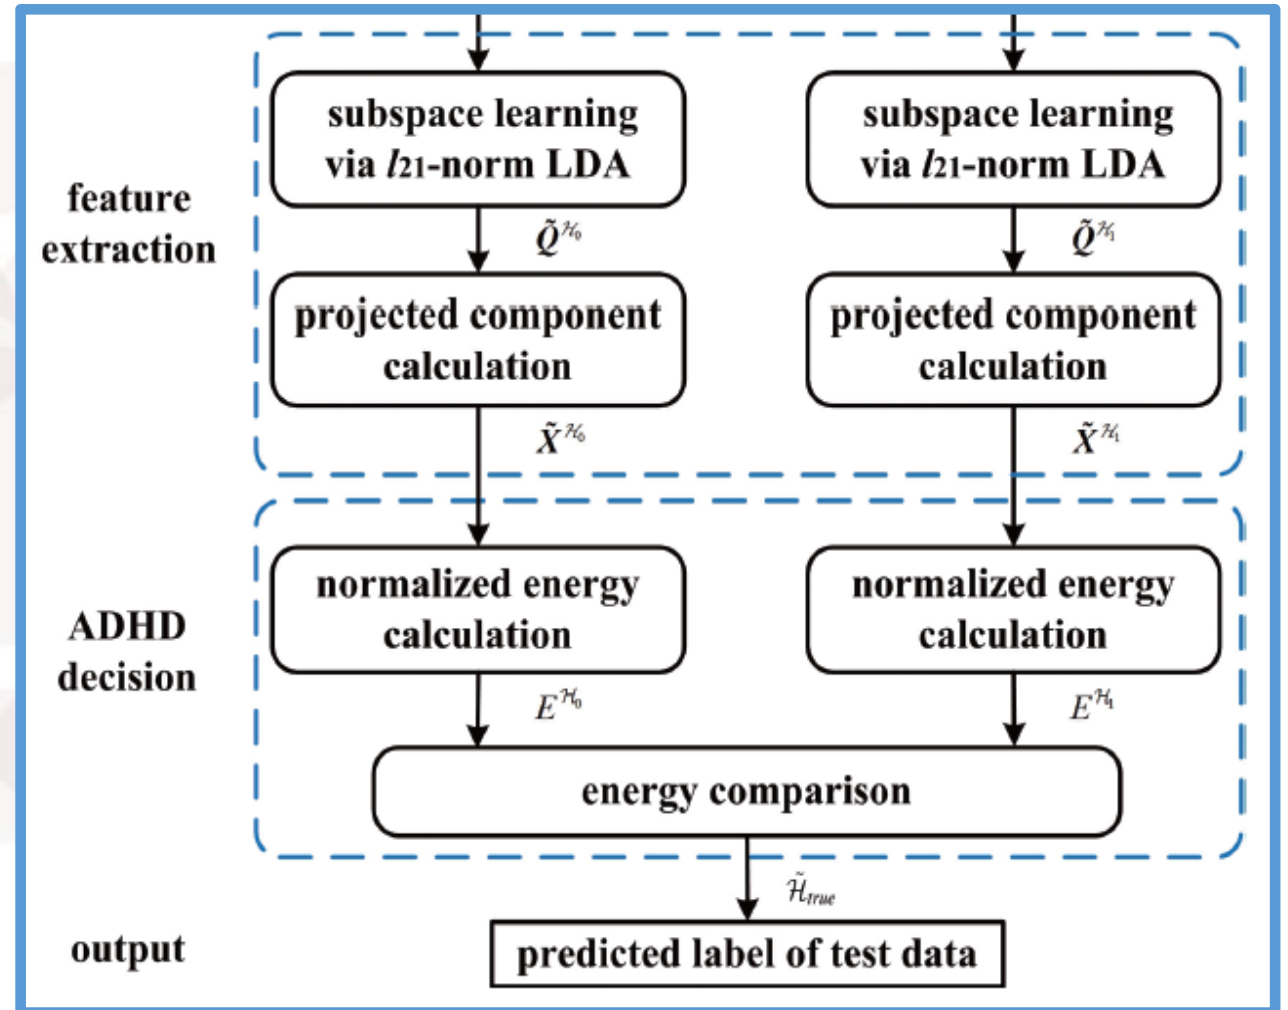 subspace learning
via l21-norm LDA
subspace learning
via l21-norm LDA
feature
extraction
Q̃^ℋ₀
Q̃^ℋ₁
projected component
calculation
projected component
calculation
X̃^ℋ₀
X̃^ℋ₁
normalized energy
calculation
normalized energy
calculation
ADHD
decision
E^ℋ₀
E^ℋ₁
energy comparison
ℋ̃true
output
predicted label of test data